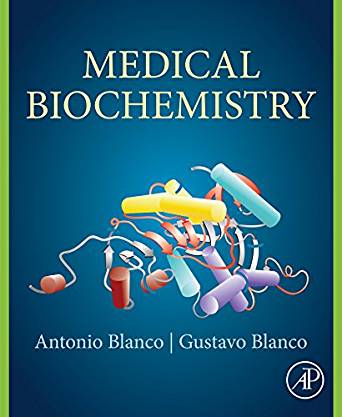 MEDICAL
BIOCHEMISTRY
Antonio Blanco | Gustavo Blanco
AP